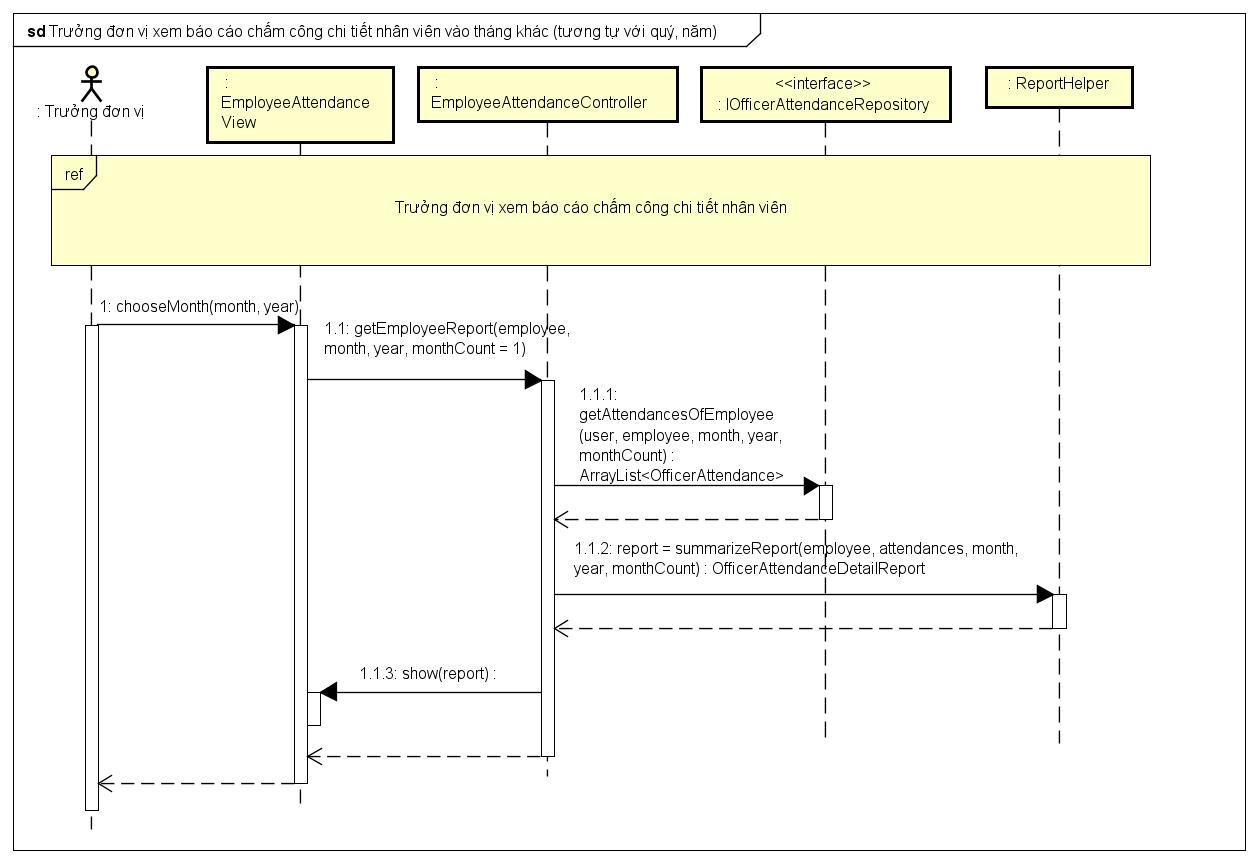 sd Trưởng đơn vị xem báo cáo chấm công chi tiết nhân viên vào tháng khác (tương tự với quý, năm)
: Trưởng đơn vị
:
EmployeeAttendance
View
:
EmployeeAttendanceController
<<interface>>
: IOfficerAttendanceRepository
: ReportHelper
ref
Trưởng đơn vị xem báo cáo chấm công chi tiết nhân viên
1: chooseMonth(month, year)
1.1: getEmployeeReport(employee,
month, year, monthCount = 1)
1.1.1:
getAttendancesOfEmployee
(user, employee, month, year,
monthCount) :
ArrayList<OfficerAttendance>
1.1.2: report = summarizeReport(employee, attendances, month,
year, monthCount) : OfficerAttendanceDetailReport
1.1.3: show(report) :